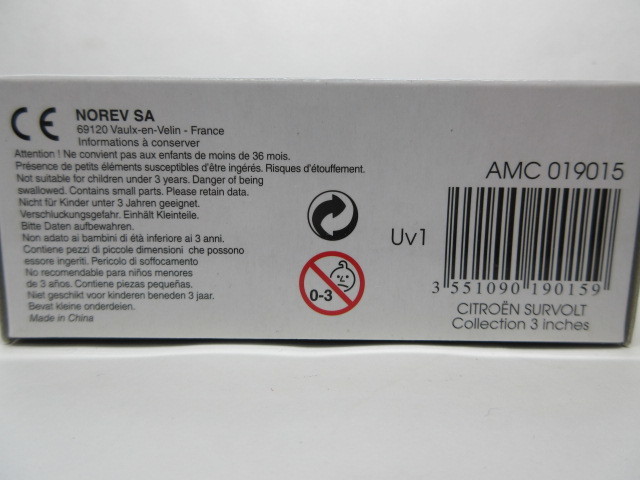 CE
NOREV SA
69120 Vaulx-en-Velin - France
Informations à conserver
Attention ! Ne convient pas aux enfants de moins de 36 mois.
Présence de petits éléments susceptibles d'être ingérés. Risques d'étouffement.
Not suitable for children under 3 years. Danger of being
swallowed. Contains small parts. Please retain data.
Nicht für Kinder unter 3 Jahren geeignet.
Verschluckungsgefahr. Einhält Kleinteile.
Bitte Daten aufbewahren.
Non adato ai bambini di étà inferiore ai 3 anni.
Contiene pezzi di piccole dimensioni che possono
essere ingeriti. Pericolo di soffocamento
No recomendable para niños menores
de 3 años. Contiene piezas pequeñas.
Niet geschikt voor kinderen beneden 3 jaar.
Bevat kleine onderdelen.
Made in China
0-3
Uv1
AMC 019015
3 551090 190159
CITROËN SURVOLT
Collection 3 inches